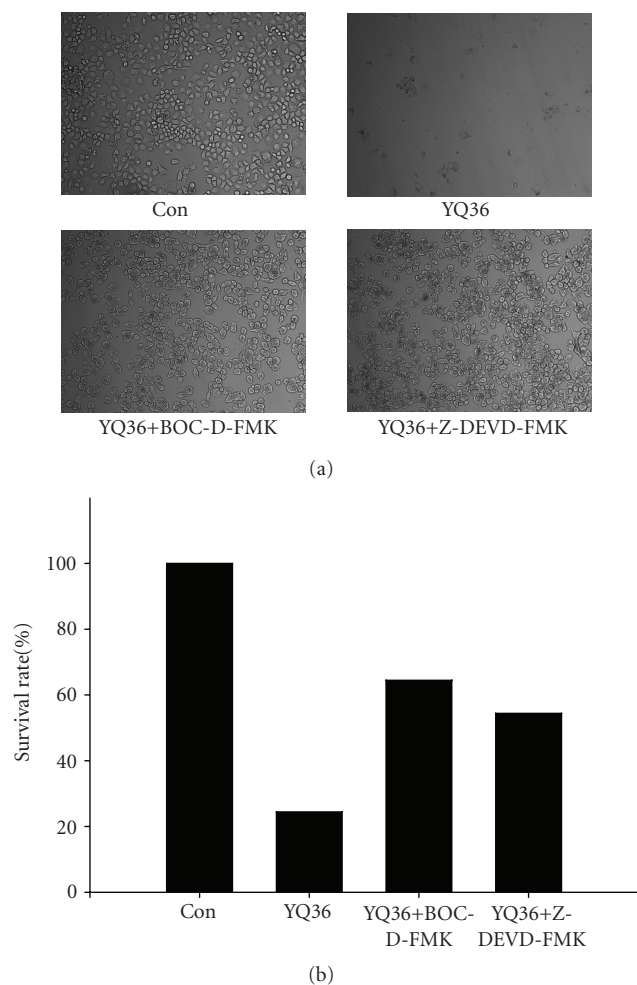 Con
YQ36
YQ36+BOC-D-FMK
YQ36+Z-DEVD-FMK
(a)
Survival rate(%)
100
80
60
40
20
0
Con
YQ36
YQ36+BOC-
D-FMK
YQ36+Z-
DEVD-FMK
(b)